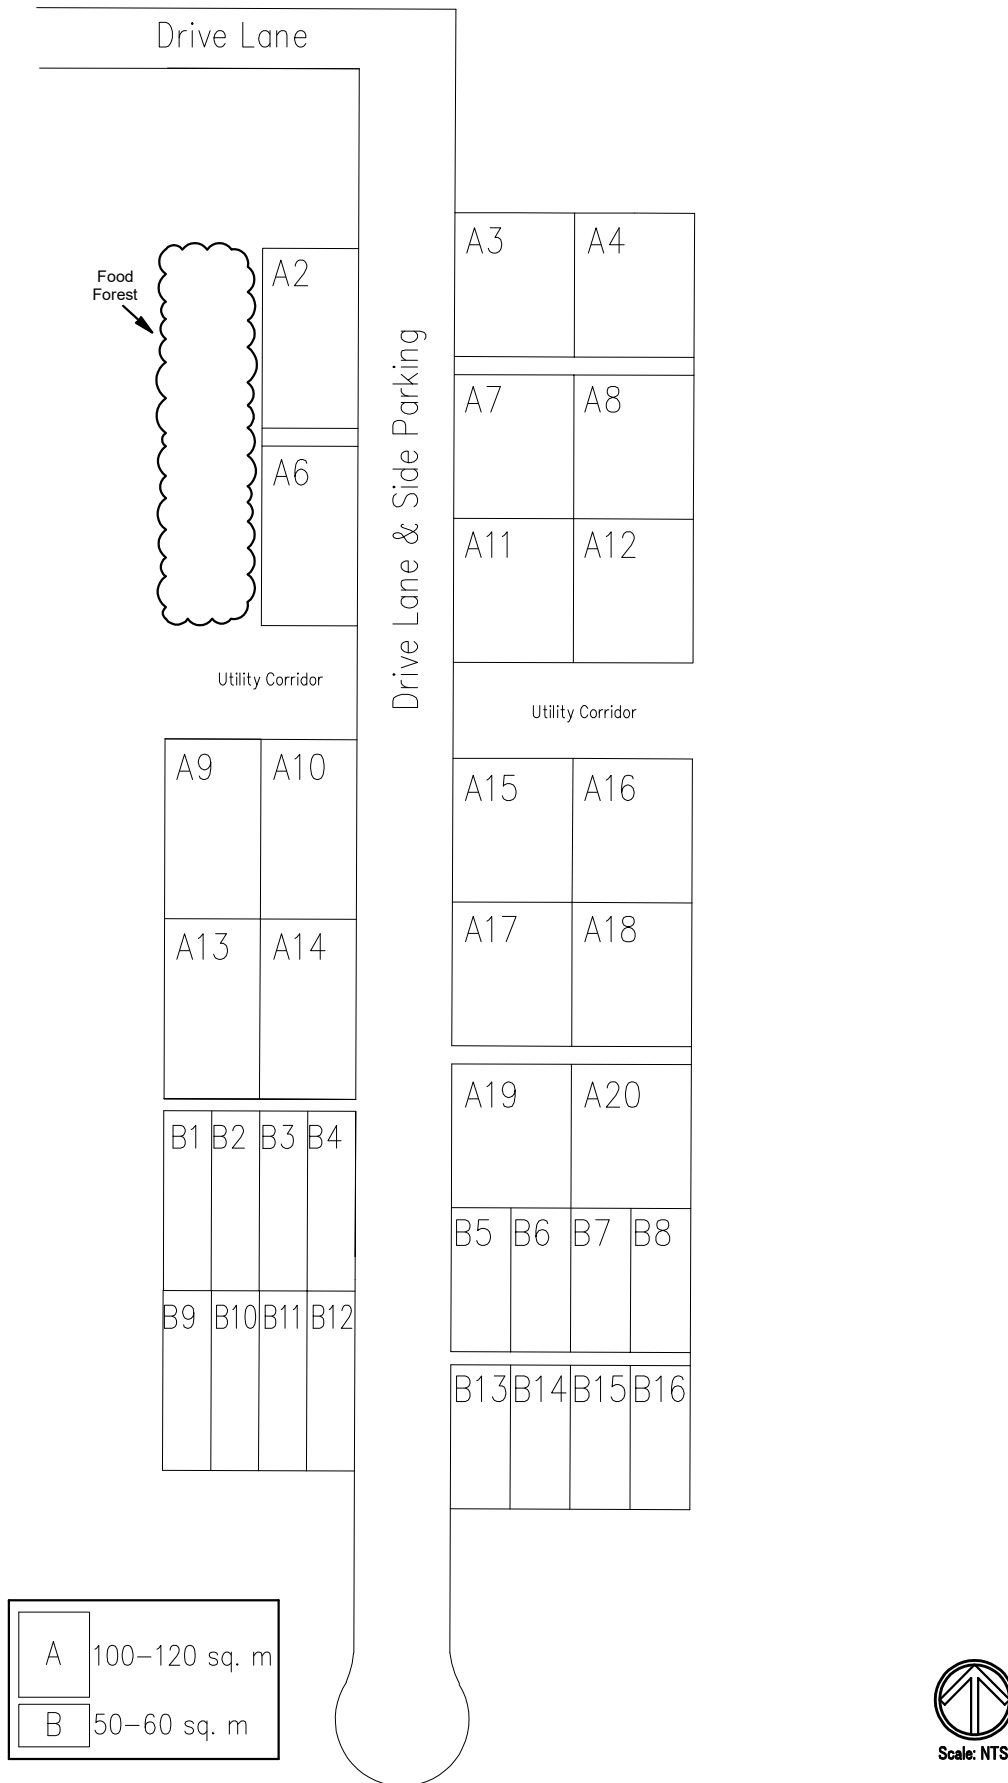 Drive Lane
A3 A4
Food
Forest
A2
Drive Lane & Side Parking
A7 A8
A6
A11 A12
Utility Corridor
Utility Corridor
A9 A10
A15 A16
A13 A14
A17 A18
A19 A20
B1 B2 B3 B4
B5 B6 B7 B8
B9 B10 B11 B12
B13 B14 B15 B16
A 100-120 sq. m
B 50-60 sq. m
Scale: NTS